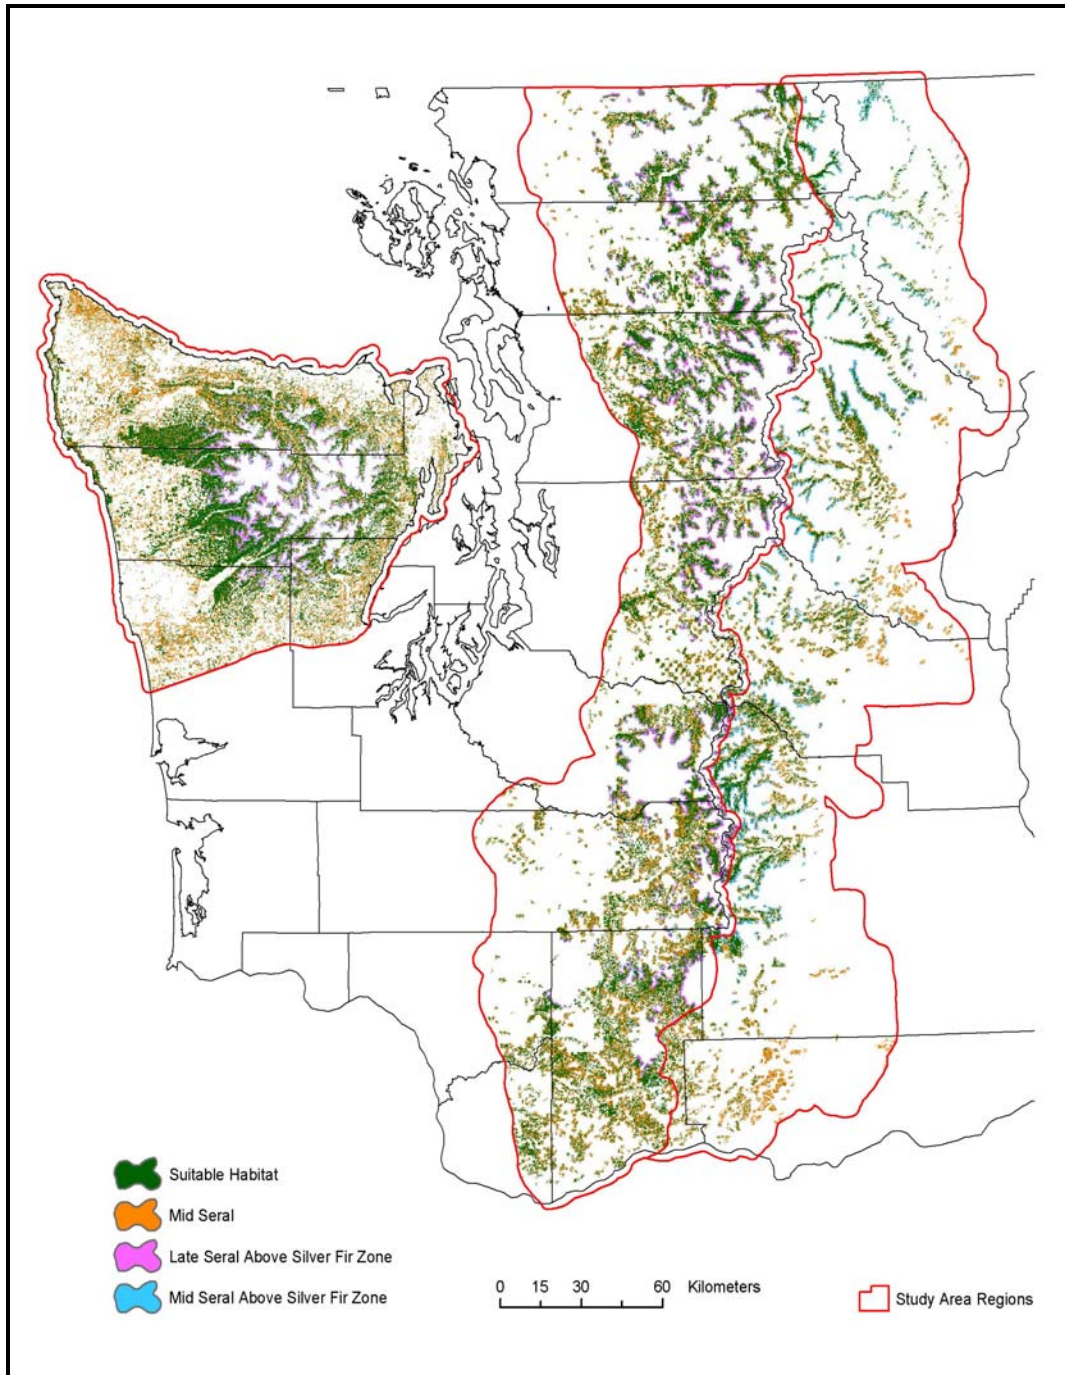 Suitable Habitat
Mid Seral
Late Seral Above Silver Fir Zone
Mid Seral Above Silver Fir Zone
0 15 30 60 Kilometers
Study Area Regions